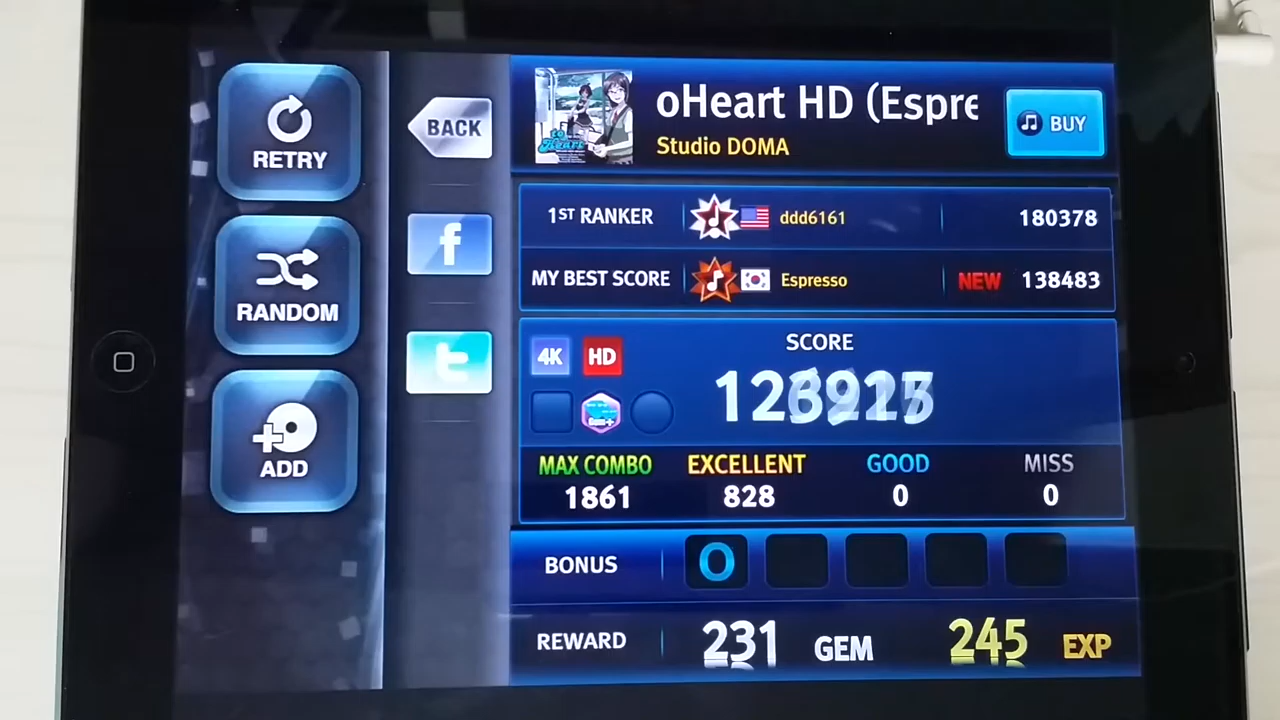 RETRY
RANDOM
ADD
BACK
f
t
to Heart
oHeart HD (Espre
Studio DOMA
BUY
1ST RANKER ddd6161 180378
MY BEST SCORE Espresso NEW 138483
4K HD
SCORE
MAX COMBO EXCELLENT GOOD MISS
1861 828 0 0
BONUS O
REWARD 231 GEM 245 EXP